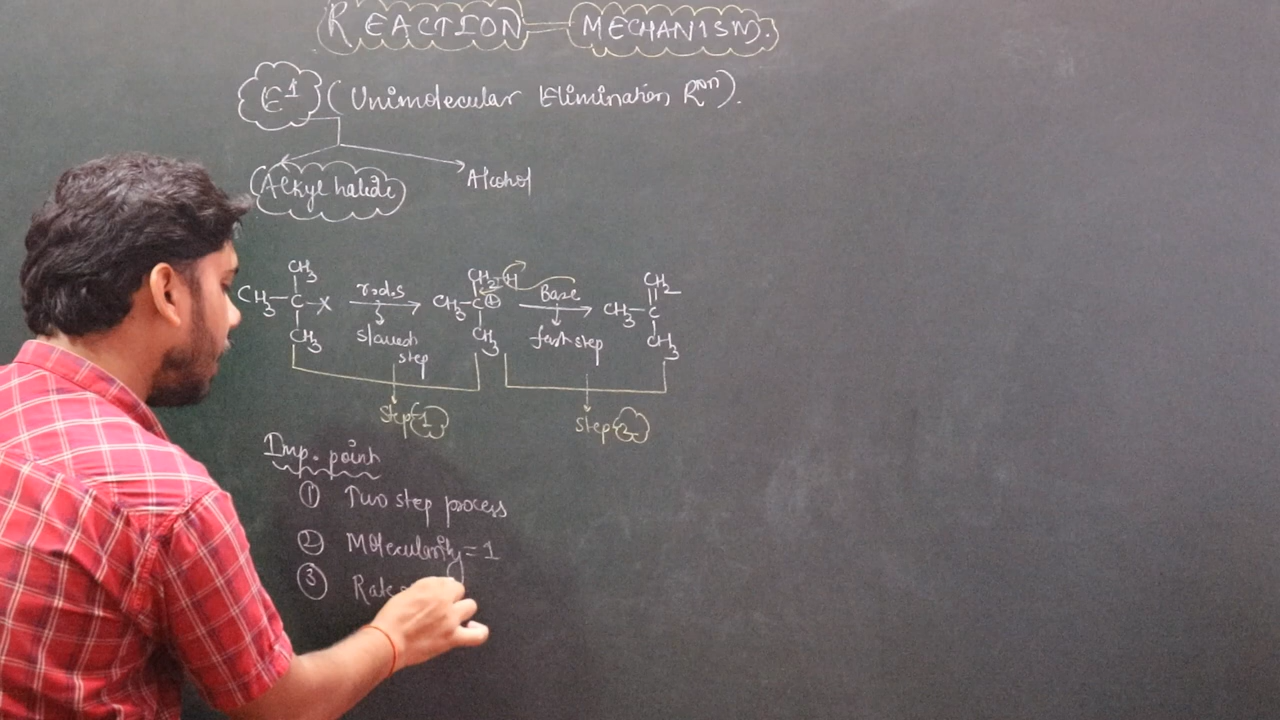 REACTION — MECHANISM.
E1 (Unimolecular Elimination Rxn).
Alkyl halide Alcohol
CH3 CH2-H CH2
CH3-C-X r.d.s CH3-C⊕ Base CH3-C
CH3 slowest step CH3 fast step CH3
Step-1 Step-2
Imp. point
① Two step process
② Molecularity = 1
③ Rate